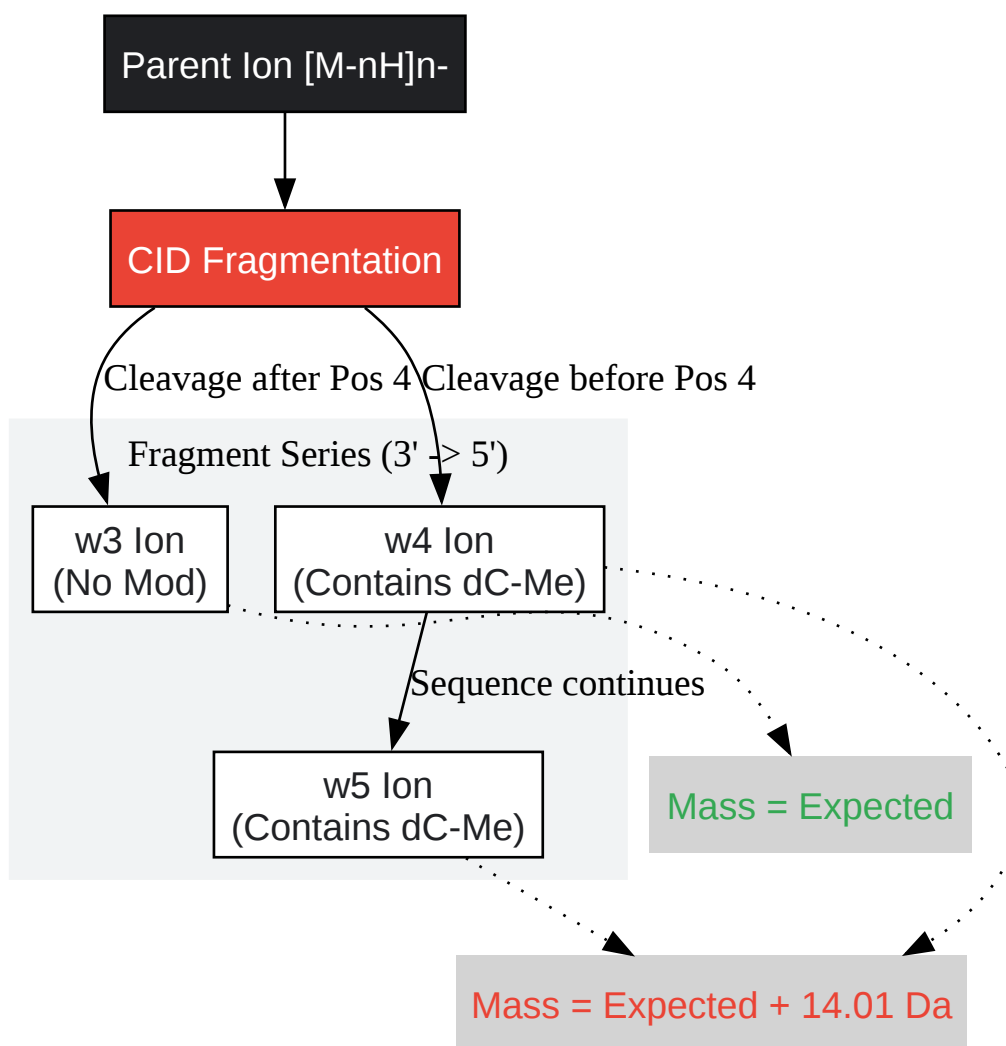 Parent Ion [M-nH]n-
CID Fragmentation
Cleavage after Pos 4
Cleavage before Pos 4
Fragment Series (3' -> 5')
w3 Ion
(No Mod)
w4 Ion
(Contains dC-Me)
Sequence continues
w5 Ion
(Contains dC-Me)
Mass = Expected
Mass = Expected + 14.01 Da